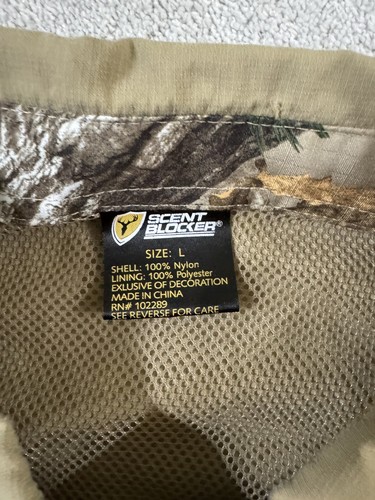 SCENT
BLOCKER®
SIZE: L
SHELL: 100% Nylon
LINING: 100% Polyester
EXLUSIVE OF DECORATION
MADE IN CHINA
RN# 102289
SEE REVERSE FOR CARE